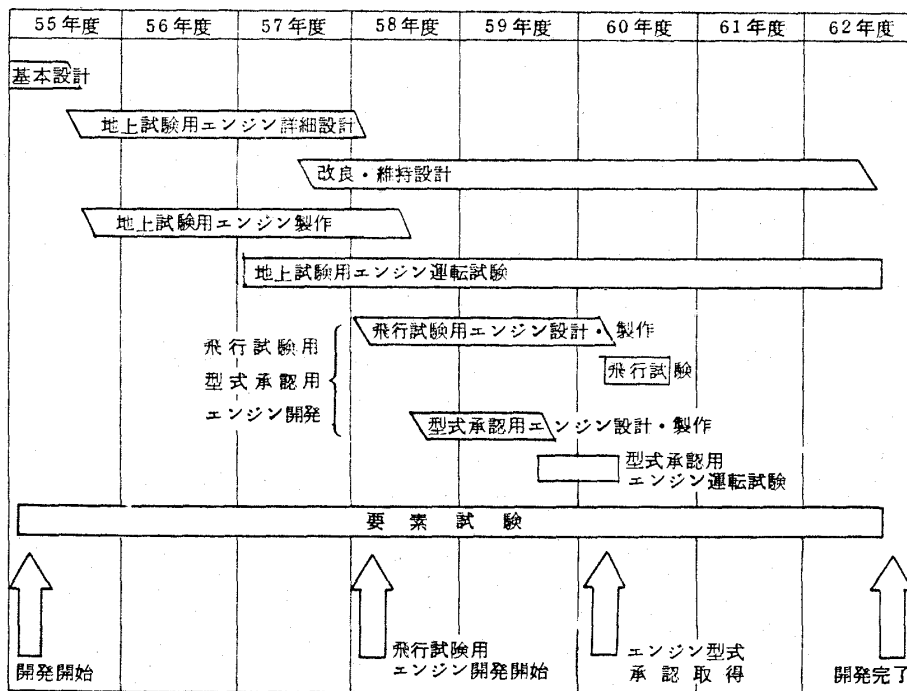 55年度 56年度 57年度 58年度 59年度 60年度 61年度 62年度
基本設計
地上試験用エンジン詳細設計
改良・維持設計
地上試験用エンジン製作
地上試験用エンジン運転試験
飛行試験用エンジン設計・製作
飛行試験用
型式承認用
エンジン開発
飛行試験
型式承認用エンジン設計・製作
型式承認用
エンジン運転試験
要素試験
開発開始
飛行試験用
エンジン開発開始
エンジン型式
承認取得
開発完了